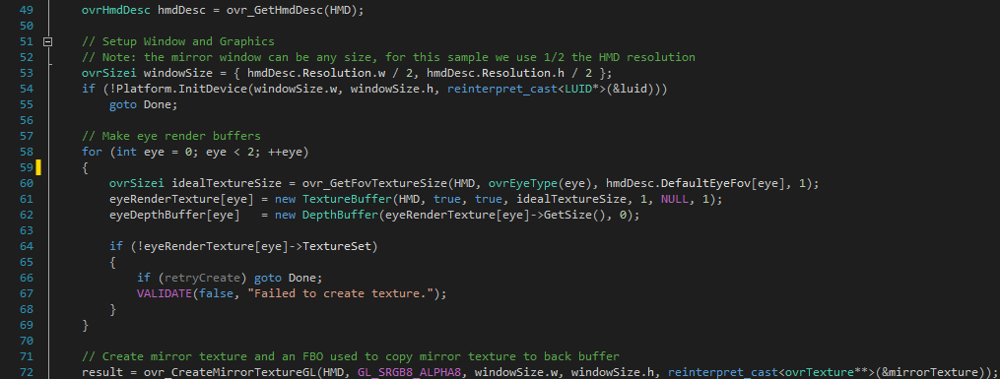 49 ovrHmdDesc hmdDesc = ovr_GetHmdDesc(HMD);
50
51 // Setup Window and Graphics
52 // Note: the mirror window can be any size, for this sample we use 1/2 the HMD resolution
53 ovrSizei windowSize = { hmdDesc.Resolution.w / 2, hmdDesc.Resolution.h / 2 };
54 if (!Platform.InitDevice(windowSize.w, windowSize.h, reinterpret_cast<LUID*>(&luid)))
55     goto Done;
56
57 // Make eye render buffers
58 for (int eye = 0; eye < 2; ++eye)
59 {
60     ovrSizei idealTextureSize = ovr_GetFovTextureSize(HMD, ovrEyeType(eye), hmdDesc.DefaultEyeFov[eye], 1);
61     eyeRenderTexture[eye] = new TextureBuffer(HMD, true, true, idealTextureSize, 1, NULL, 1);
62     eyeDepthBuffer[eye]   = new DepthBuffer(eyeRenderTexture[eye]->GetSize(), 0);
63
64     if (!eyeRenderTexture[eye]->TextureSet)
65     {
66         if (retryCreate) goto Done;
67         VALIDATE(false, "Failed to create texture.");
68     }
69 }
70
71 // Create mirror texture and an FBO used to copy mirror texture to back buffer
72 result = ovr_CreateMirrorTextureGL(HMD, GL_SRGB8_ALPHA8, windowSize.w, windowSize.h, reinterpret_cast<ovrTexture**>(&mirrorTexture));